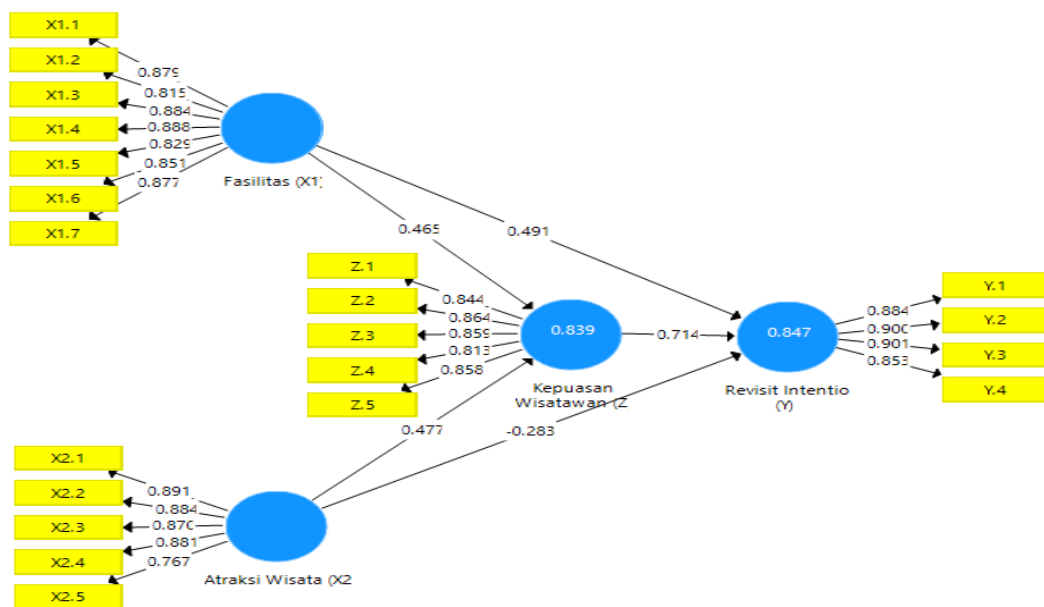 X1.1
X1.2
X1.3
X1.4
X1.5
X1.6
X1.7
0.879
0.815
0.884
0.888
0.829
0.851
0.877
Fasilitas (X1)
0.465
0.491
Z.1
Z.2
Z.3
Z.4
Z.5
0.844
0.864
0.859
0.813
0.858
0.839
Kepuasan
Wisatawan (Z
0.714
0.847
Revisit Intentio
(Y)
0.884
0.900
0.901
0.853
Y.1
Y.2
Y.3
Y.4
0.477
-0.283
X2.1
X2.2
X2.3
X2.4
X2.5
0.891
0.884
0.870
0.881
0.767
Atraksi Wisata (X2